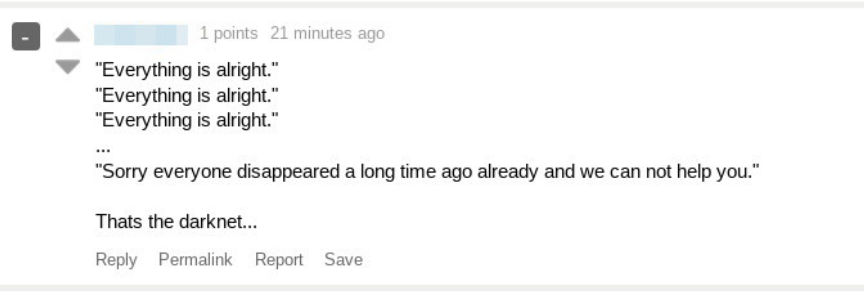 - 1 points 21 minutes ago
"Everything is alright."
"Everything is alright."
"Everything is alright."
...
"Sorry everyone disappeared a long time ago already and we can not help you."
Thats the darknet...
Reply Permalink Report Save